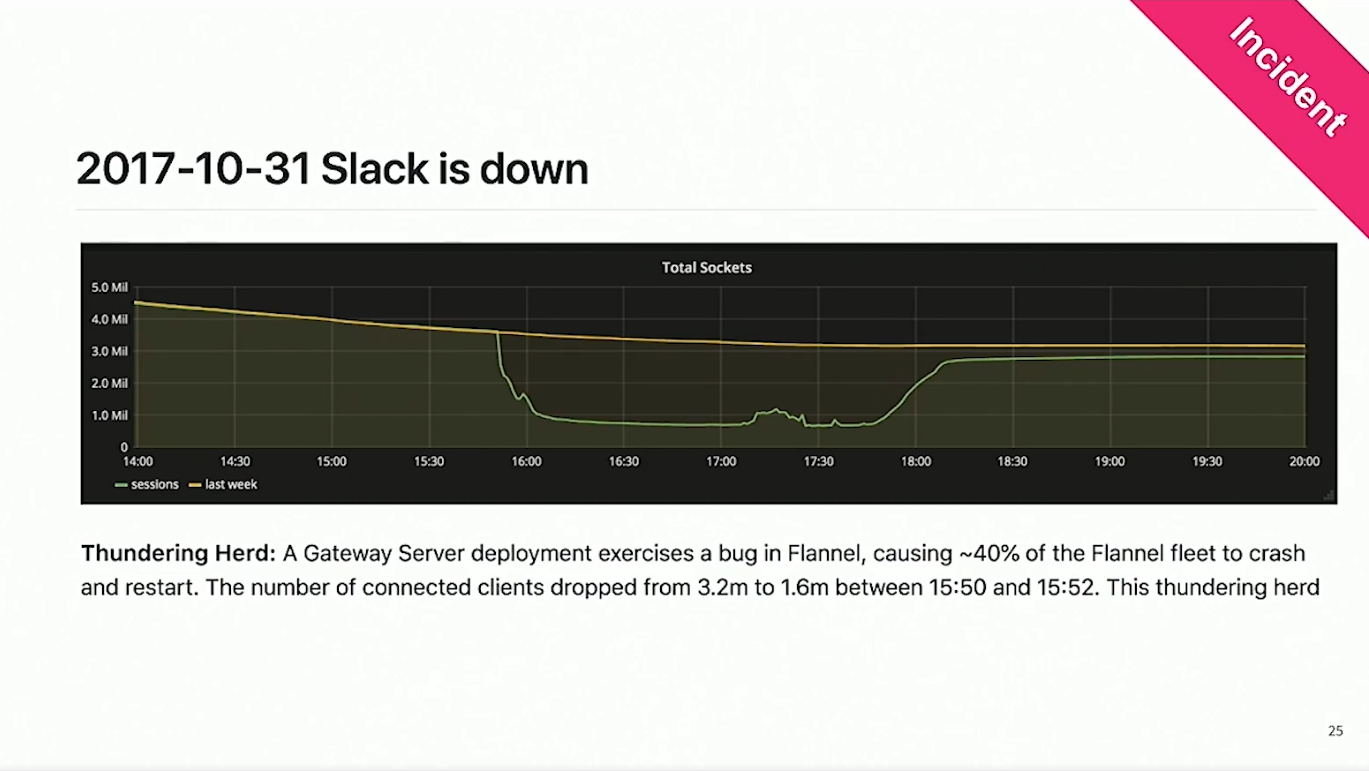 Incident
2017-10-31 Slack is down
Total Sockets
5.0 Mil
4.0 Mil
3.0 Mil
2.0 Mil
1.0 Mil
0
14:00 14:30 15:00 15:30 16:00 16:30 17:00 17:30 18:00 18:30 19:00 19:30 20:00
sessions last week
Thundering Herd: A Gateway Server deployment exercises a bug in Flannel, causing ~40% of the Flannel fleet to crash
and restart. The number of connected clients dropped from 3.2m to 1.6m between 15:50 and 15:52. This thundering herd
25